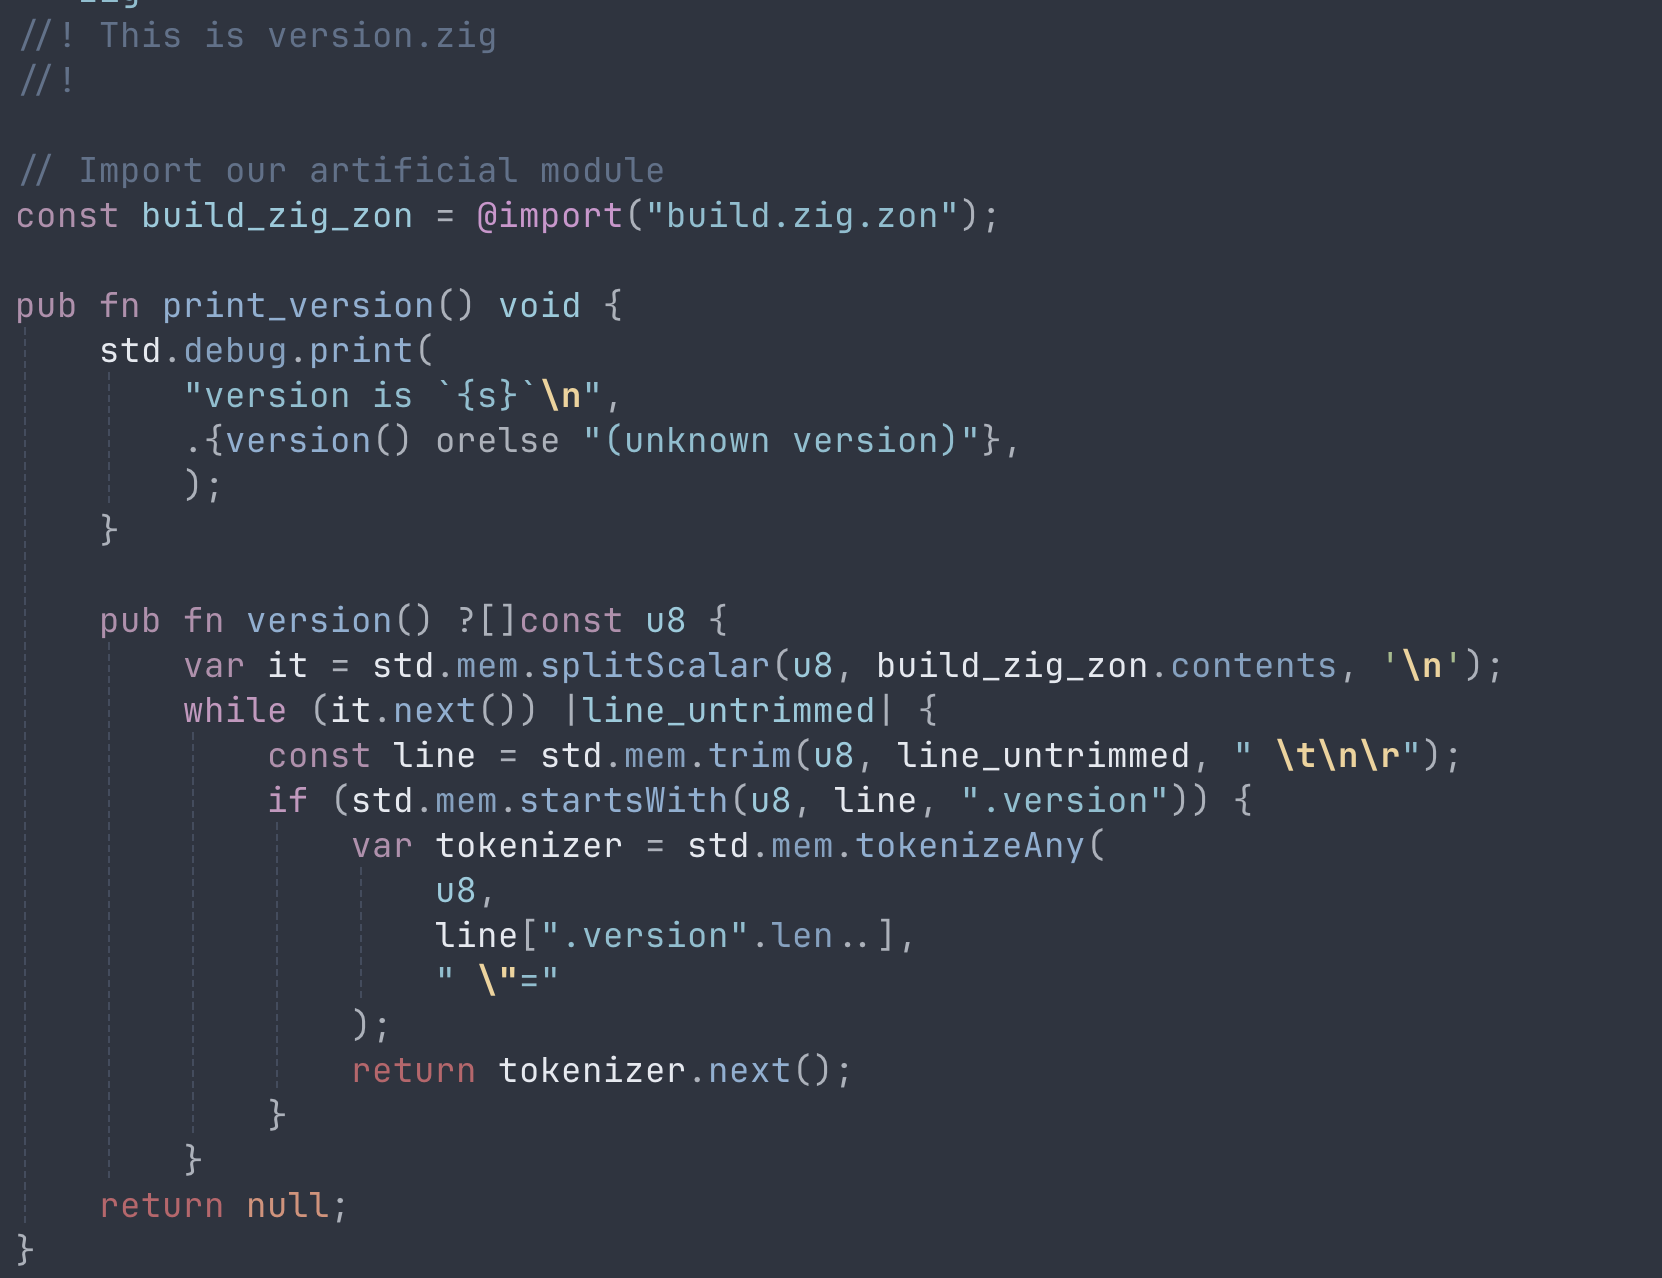 //! This is version.zig
//!

// Import our artificial module
const build_zig_zon = @import("build.zig.zon");

pub fn print_version() void {
    std.debug.print(
        "version is `{s}`\n",
        .{version() orelse "(unknown version)"},
        );
    }

    pub fn version() ?[]const u8 {
        var it = std.mem.splitScalar(u8, build_zig_zon.contents, '\n');
        while (it.next()) |line_untrimmed| {
            const line = std.mem.trim(u8, line_untrimmed, " \t\n\r");
            if (std.mem.startsWith(u8, line, ".version")) {
                var tokenizer = std.mem.tokenizeAny(
                    u8,
                    line[".version".len..],
                    " \"="
                );
                return tokenizer.next();
            }
        }
    return null;
}